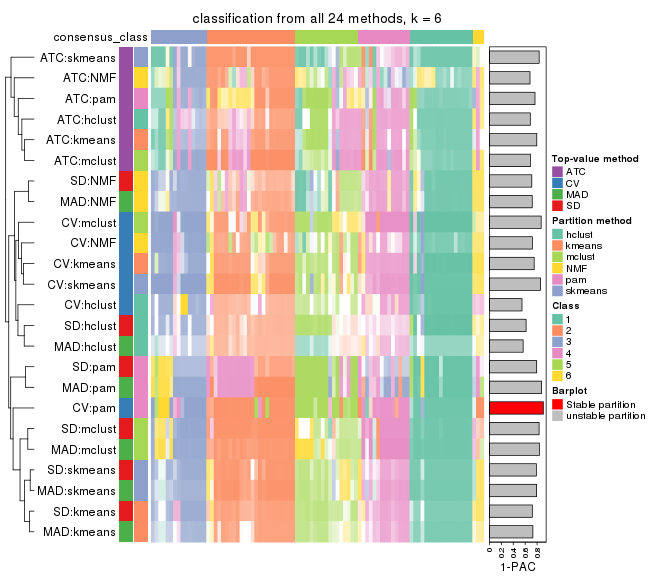 classification from all 24 methods, k = 6
consensus_class
ATC:skmeans
ATC:NMF
ATC:pam
ATC:hclust
ATC:kmeans
ATC:mclust
SD:NMF
MAD:NMF
CV:mclust
CV:NMF
CV:kmeans
CV:skmeans
CV:hclust
SD:hclust
MAD:hclust
SD:pam
MAD:pam
CV:pam
SD:mclust
MAD:mclust
SD:skmeans
MAD:skmeans
SD:kmeans
MAD:kmeans
0 0.2 0.4 0.6 0.8
1-PAC
Top-value method
ATC
CV
MAD
SD
Partition method
hclust
kmeans
mclust
NMF
pam
skmeans
Class
1
2
3
4
5
6
Barplot
Stable partition
unstable partition